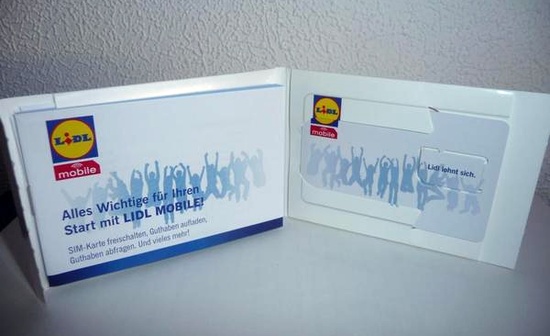 LIDL
mobile
Alles Wichtige für Ihren
Start mit LIDL MOBILE!
SIM-Karte freischalten, Guthaben aufladen,
Guthaben abfragen. Und vieles mehr!
LIDL
mobile
Lidl lohnt sich.